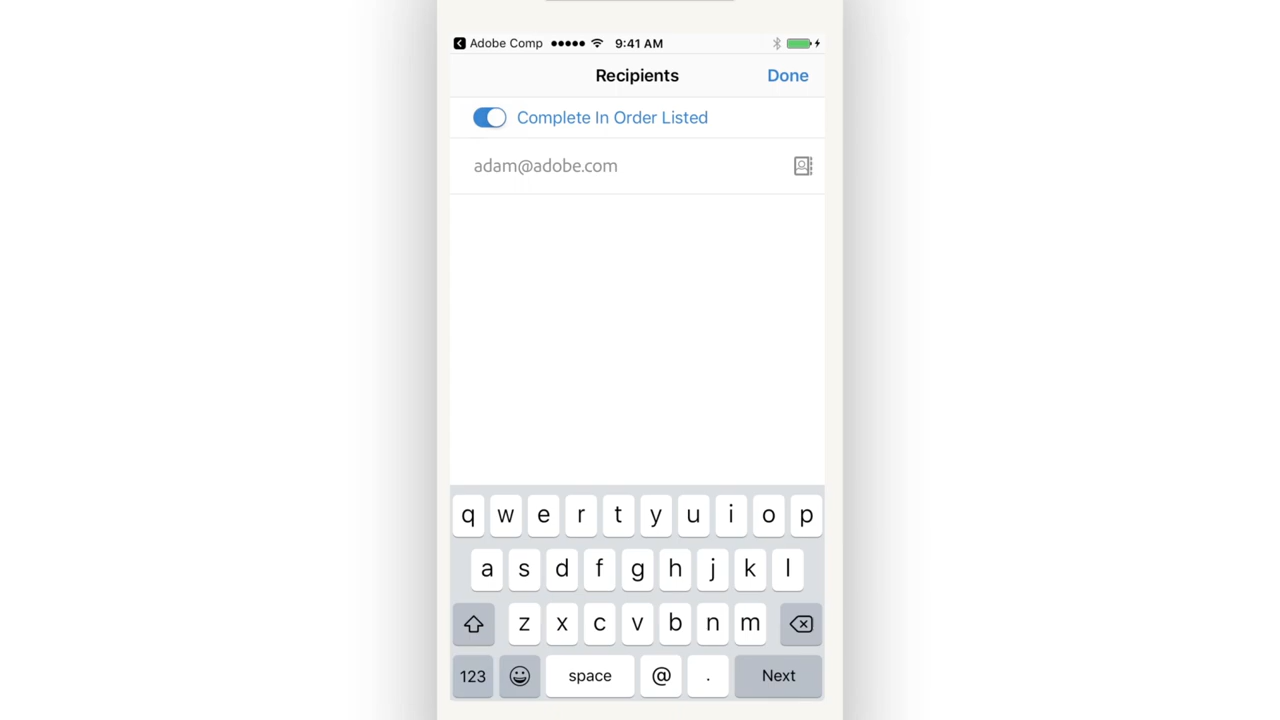 Adobe Comp 9:41 AM
Recipients Done
Complete In Order Listed
adam@adobe.com
q w e r t y u i o p
a s d f g h j k l
z x c v b n m
123 space @ . Next